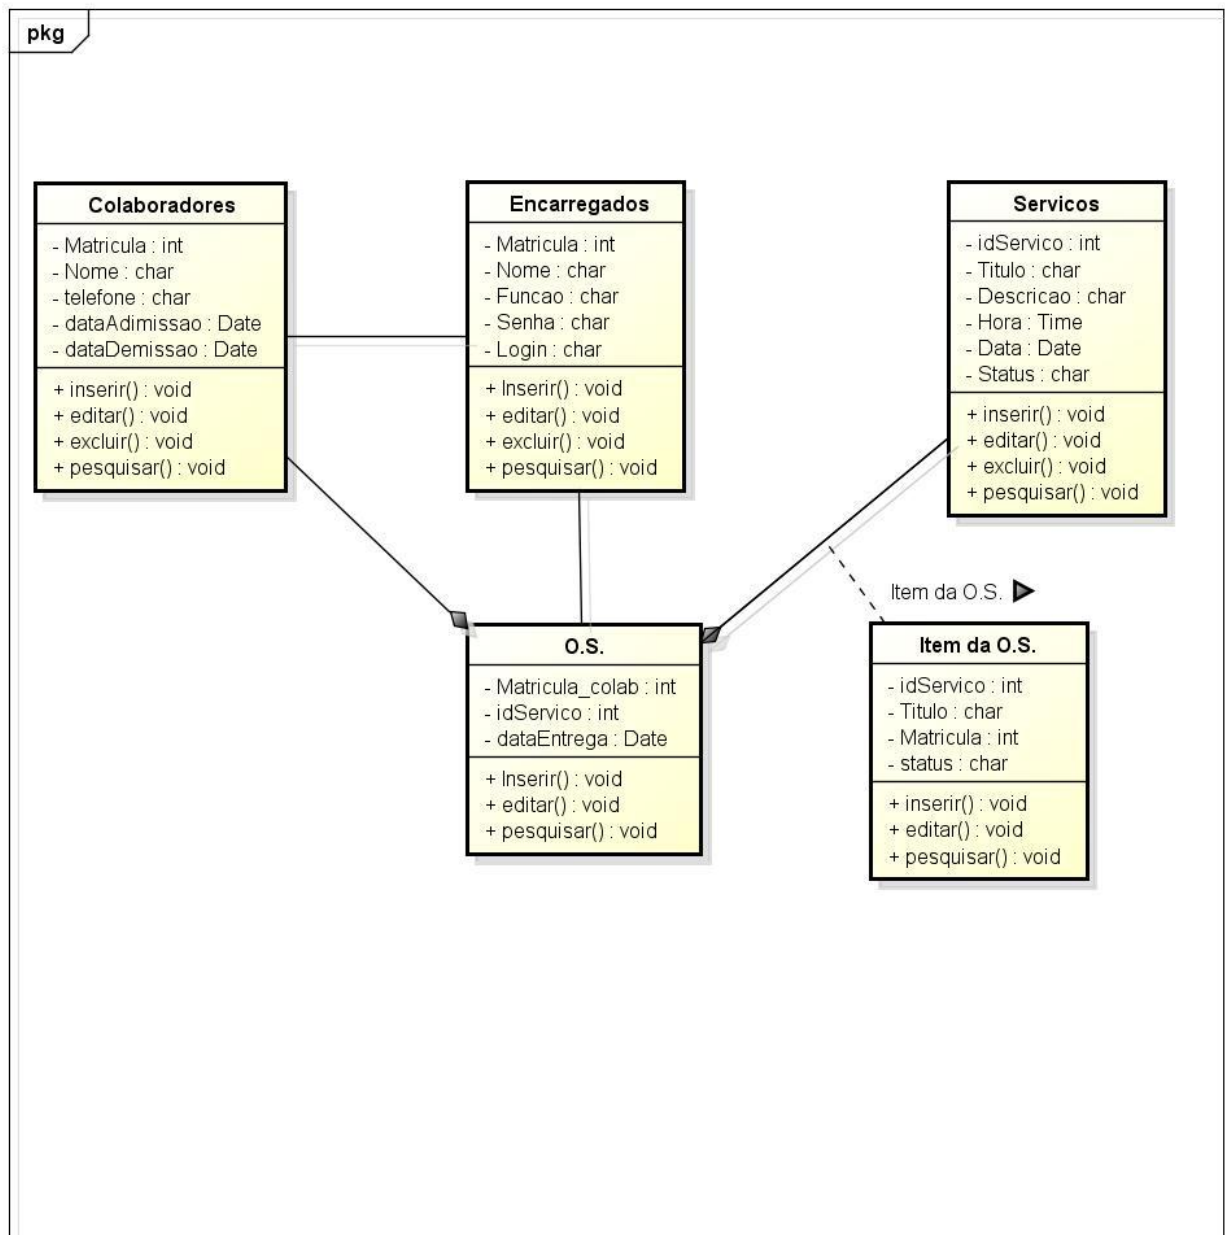 pkg
Colaboradores
- Matricula : int
- Nome : char
- telefone : char
- dataAdimissao : Date
- dataDemissao : Date
+ inserir() : void
+ editar() : void
+ excluir() : void
+ pesquisar() : void
Encarregados
- Matricula : int
- Nome : char
- Funcao : char
- Senha : char
- Login : char
+ Inserir() : void
+ editar() : void
+ excluir() : void
+ pesquisar() : void
Servicos
- idServico : int
- Titulo : char
- Descricao : char
- Hora : Time
- Data : Date
- Status : char
+ inserir() : void
+ editar() : void
+ excluir() : void
+ pesquisar() : void
O.S.
- Matricula_colab : int
- idServico : int
- dataEntrega : Date
+ Inserir() : void
+ editar() : void
+ pesquisar() : void
Item da O.S.
Item da O.S.
- idServico : int
- Titulo : char
- Matricula : int
- status : char
+ inserir() : void
+ editar() : void
+ pesquisar() : void